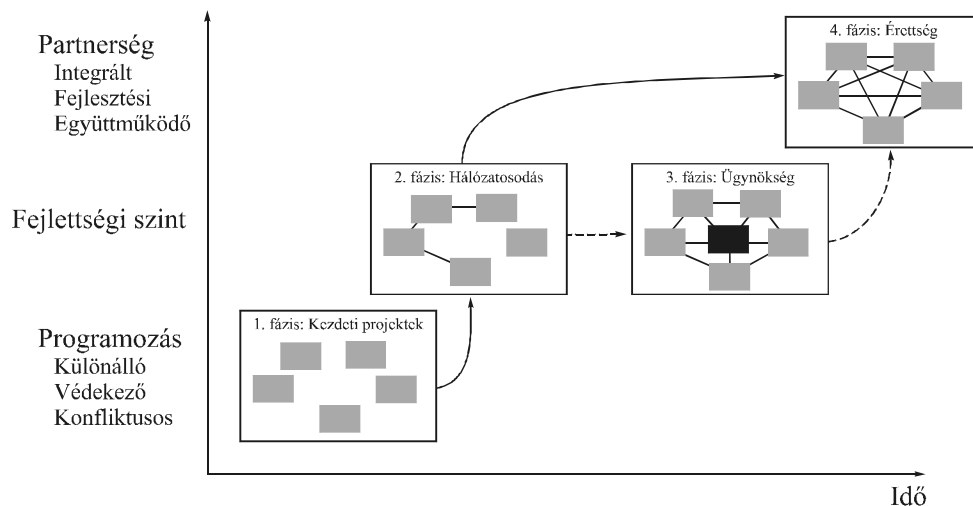 Partnerség
Integrált
Fejlesztési
Együttműködő
4. fázis: Érettség
2. fázis: Hálózatosodás
3. fázis: Ügynökség
Fejlettségi szint
1. fázis: Kezdeti projektek
Programozás
Különálló
Védekező
Konfliktusos
Idő